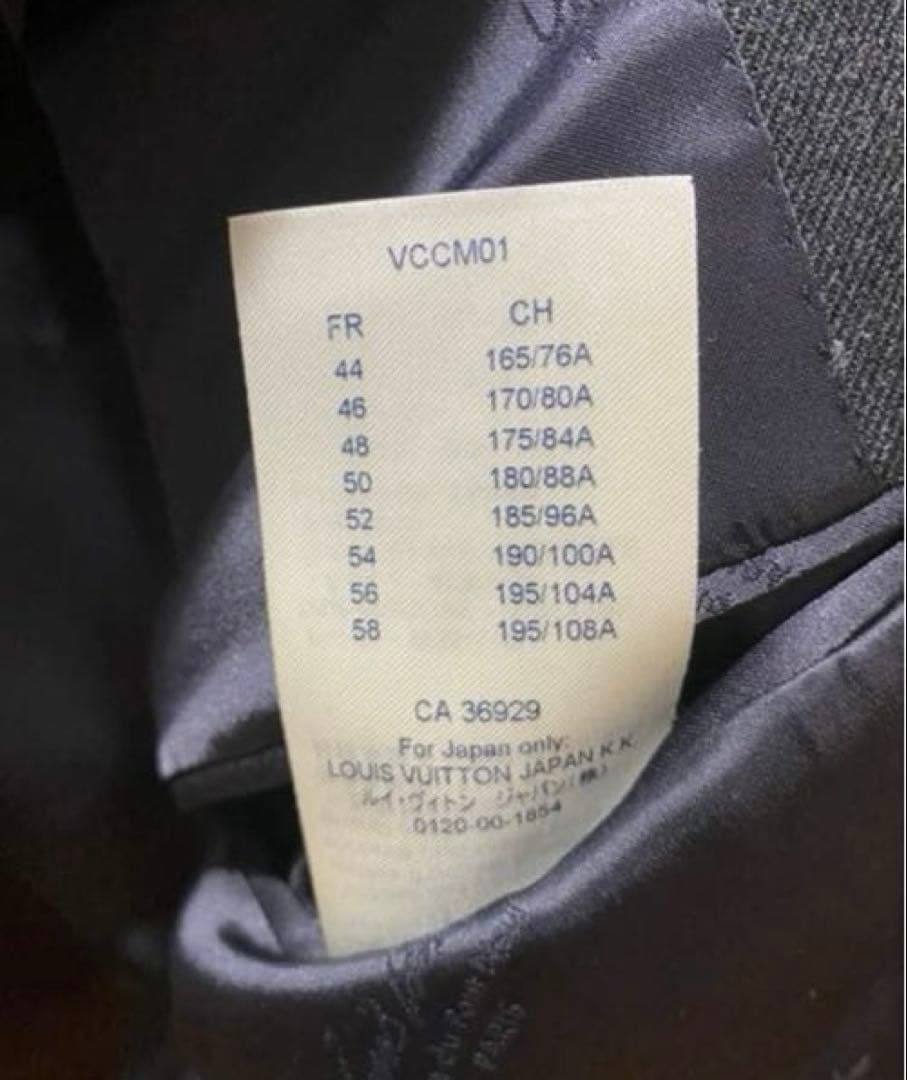 VCCM01
FR CH
44 165/76A
46 170/80A
48 175/84A
50 180/88A
52 185/96A
54 190/100A
56 195/104A
58 195/108A
CA 36929
For Japan only:
LOUIS VUITTON JAPAN K.K.
ルイ・ヴィトン ジャパン(株)
0120-00-1854
PARIS